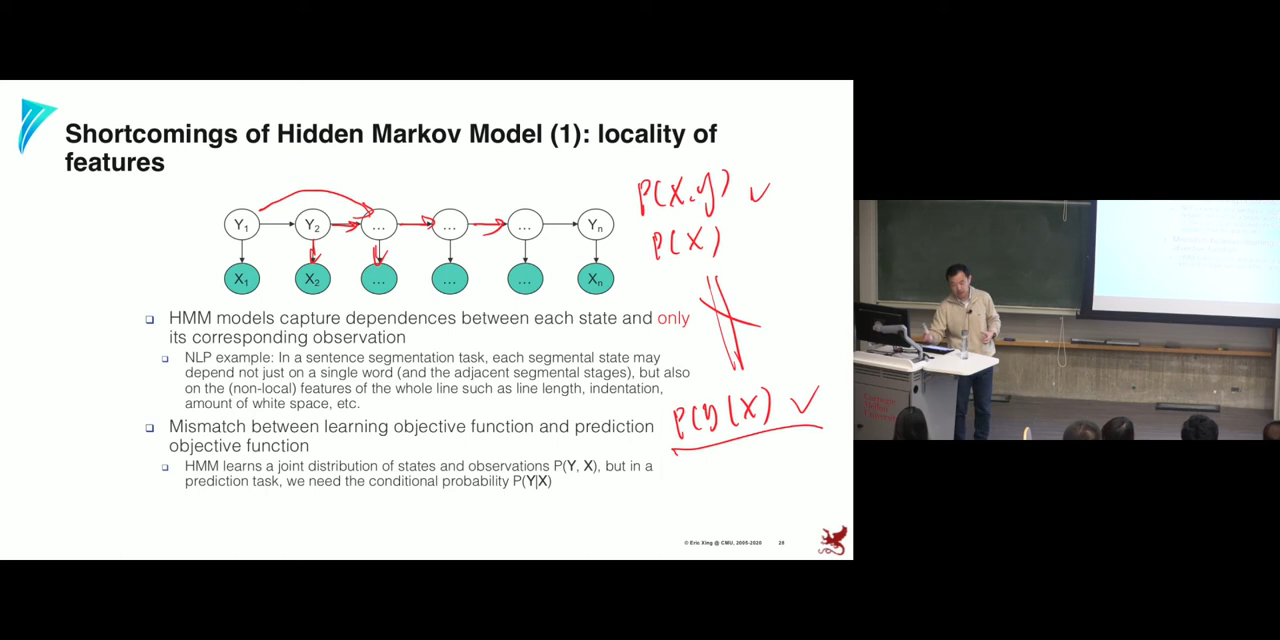 Shortcomings of Hidden Markov Model (1): locality of
features
P(X,y) ✓
P(X)
Y1 Y2 ... ... ... Yn
X1 X2 ... ... ... Xn
HMM models capture dependences between each state and only
its corresponding observation
NLP example: In a sentence segmentation task, each segmental state may
depend not just on a single word (and the adjacent segmental stages), but also
on the (non-local) features of the whole line such as line length, indentation,
amount of white space, etc.
P(y|X) ✓
Mismatch between learning objective function and prediction
objective function
HMM learns a joint distribution of states and observations P(Y, X), but in a
prediction task, we need the conditional probability P(Y|X)
© Eric Xing @ CMU, 2005-2020 28
Carnegie
Mellon
University